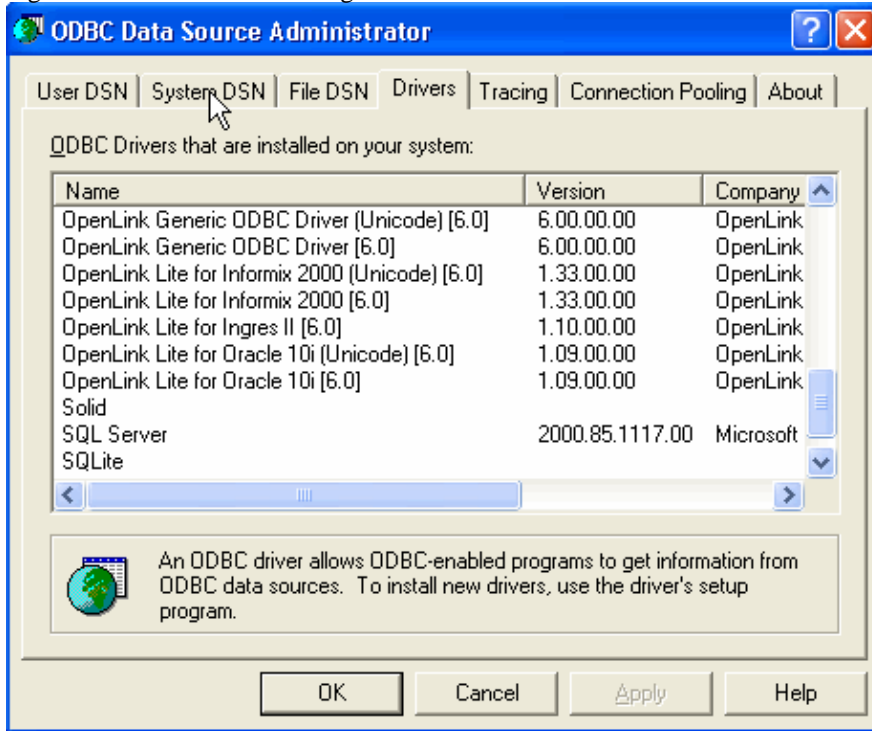 ODBC Data Source Administrator
User DSN System DSN File DSN Drivers Tracing Connection Pooling About
ODBC Drivers that are installed on your system:
Name Version Company
OpenLink Generic ODBC Driver (Unicode) [6.0] 6.00.00.00 OpenLink
OpenLink Generic ODBC Driver [6.0] 6.00.00.00 OpenLink
OpenLink Lite for Informix 2000 (Unicode) [6.0] 1.33.00.00 OpenLink
OpenLink Lite for Informix 2000 [6.0] 1.33.00.00 OpenLink
OpenLink Lite for Ingres II [6.0] 1.10.00.00 OpenLink
OpenLink Lite for Oracle 10i (Unicode) [6.0] 1.09.00.00 OpenLink
OpenLink Lite for Oracle 10i [6.0] 1.09.00.00 OpenLink
Solid
SQL Server 2000.85.1117.00 Microsoft
SQLite
An ODBC driver allows ODBC-enabled programs to get information from
ODBC data sources. To install new drivers, use the driver's setup
program.
OK Cancel Apply Help